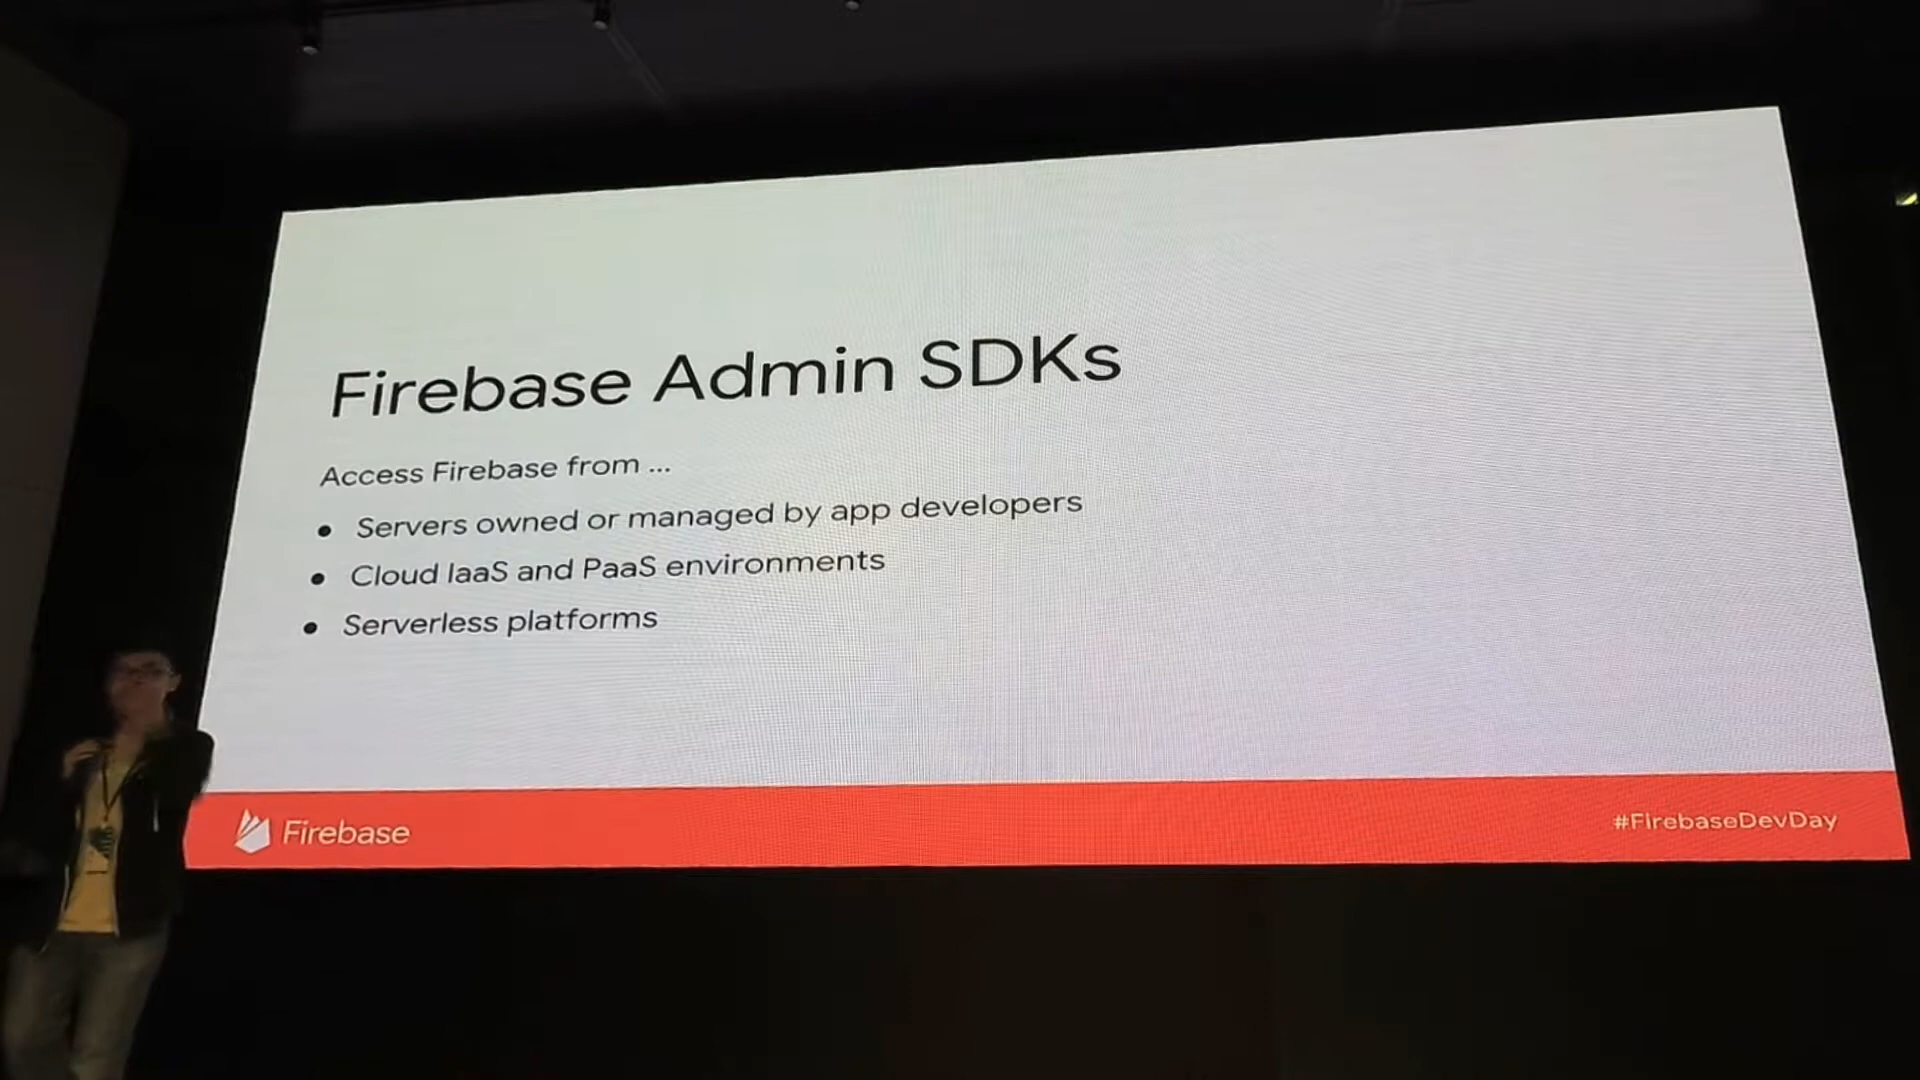 Firebase Admin SDKs
Access Firebase from ...
● Servers owned or managed by app developers
● Cloud IaaS and PaaS environments
● Serverless platforms
Firebase
#FirebaseDevDay